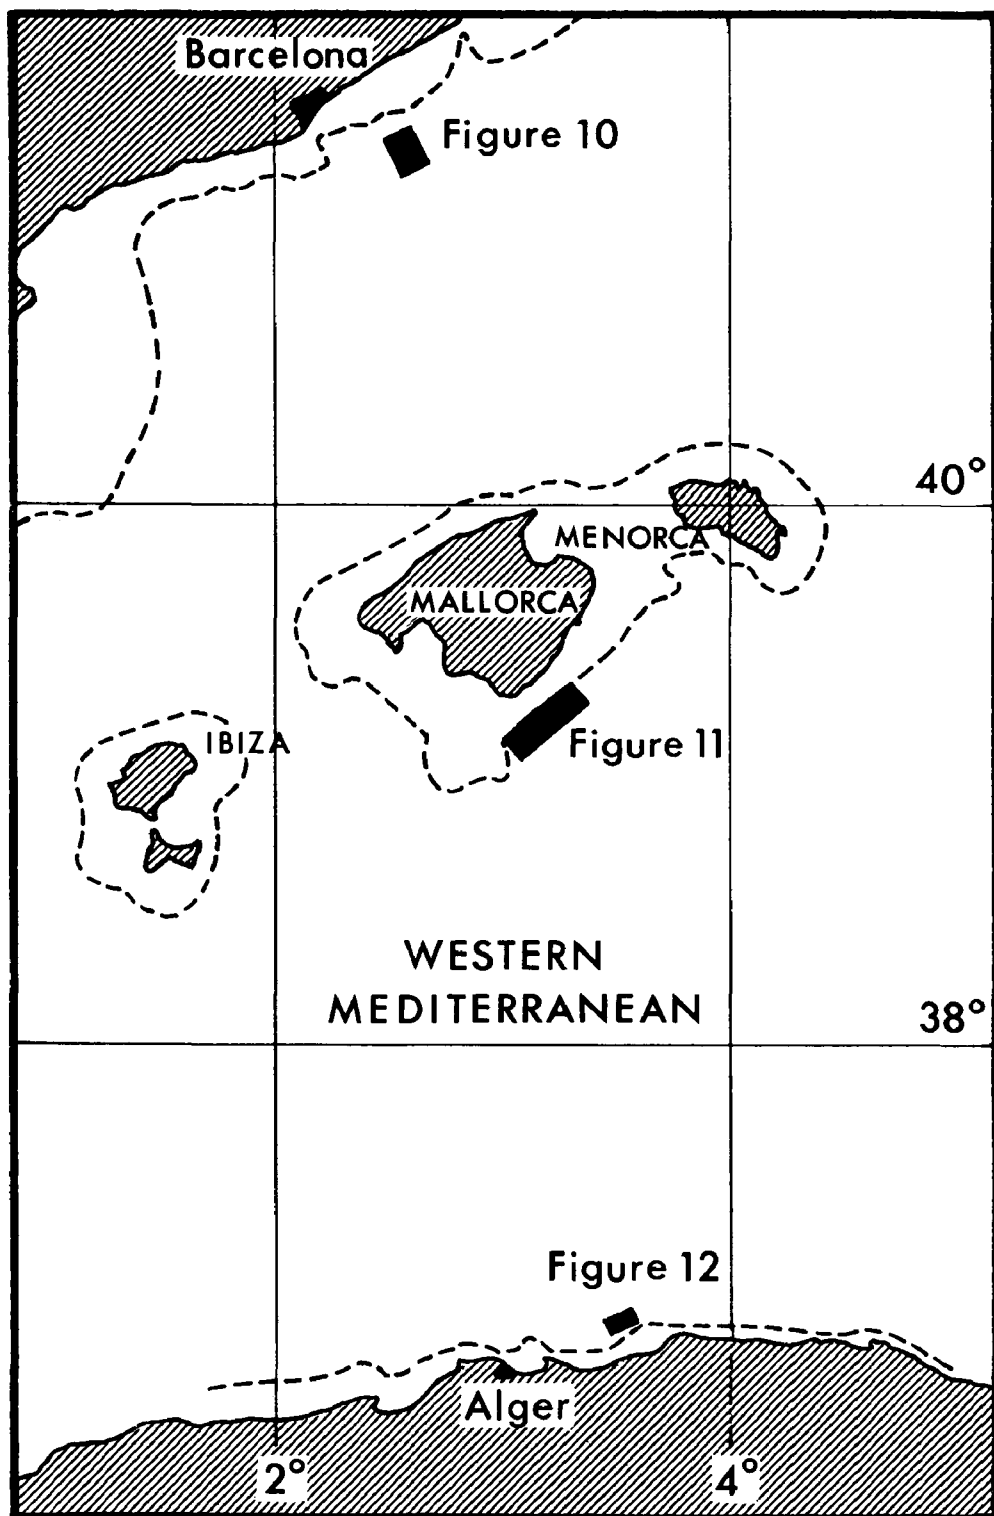 Barcelona
Figure 10
40°
MENORCA
MALLORCA
IBIZA
Figure 11
WESTERN
MEDITERRANEAN
38°
Figure 12
Alger
2°
4°